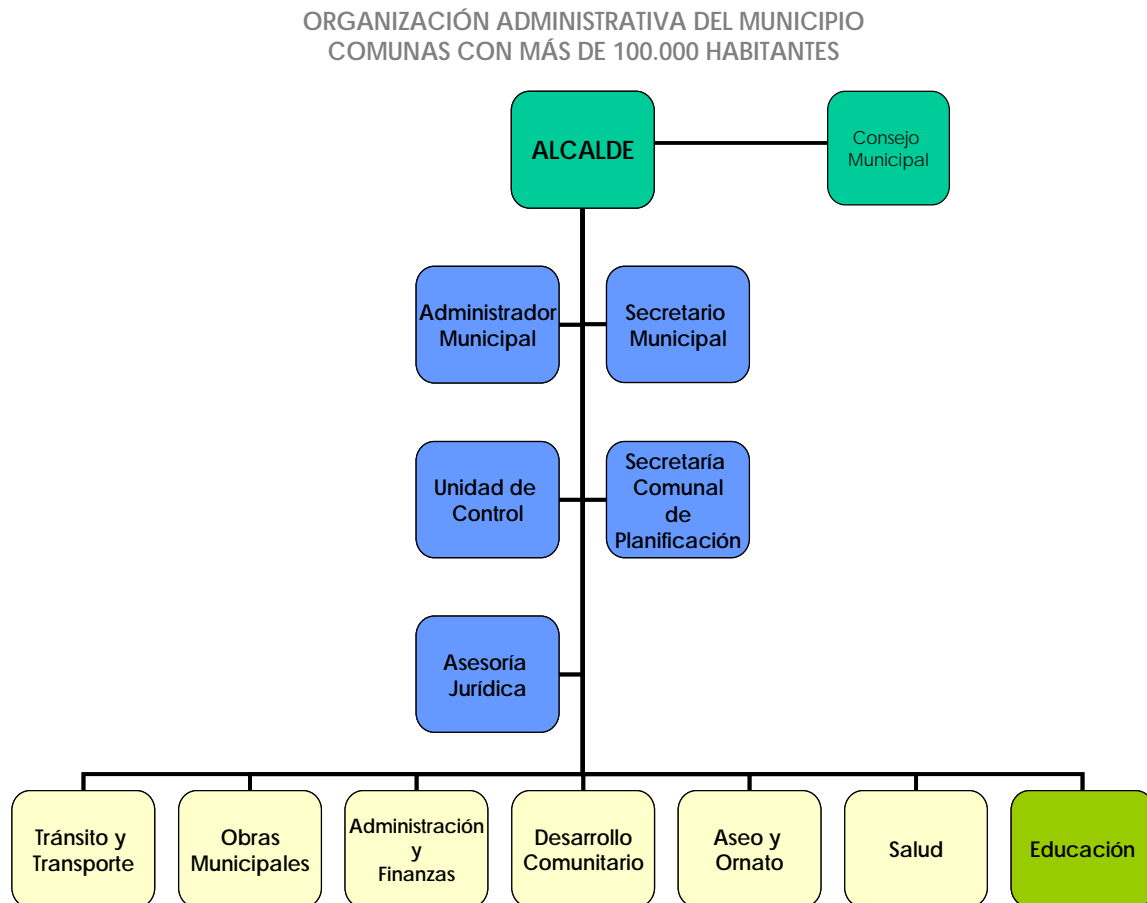 ORGANIZACIÓN ADMINISTRATIVA DEL MUNICIPIO
COMUNAS CON MÁS DE 100.000 HABITANTES
ALCALDE
Consejo
Municipal
Administrador
Municipal
Secretario
Municipal
Unidad de
Control
Secretaría
Comunal
de
Planificación
Asesoría
Jurídica
Tránsito y
Transporte
Obras
Municipales
Administración
y
Finanzas
Desarrollo
Comunitario
Aseo y
Ornato
Salud
Educación